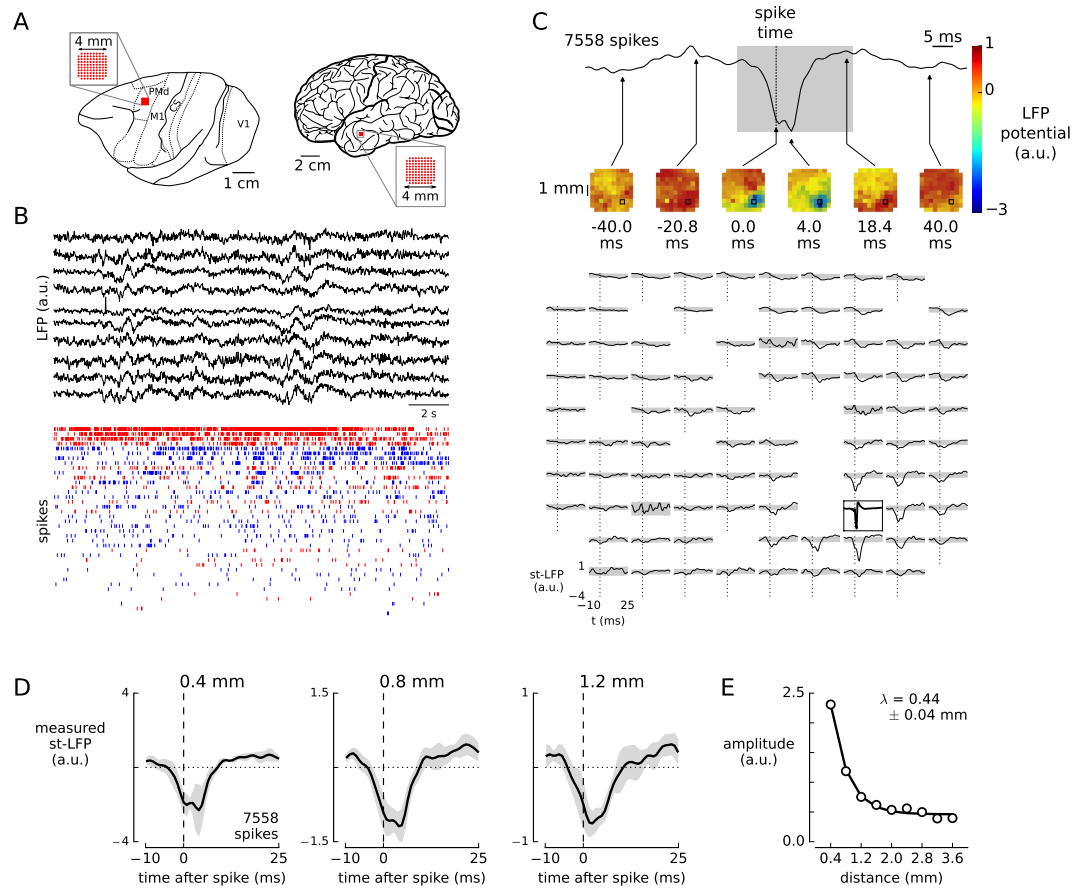 A
4 mm
PMd
M1
CS
V1
1 cm
2 cm
4 mm
B
LFP (a.u.)
2 s
spikes
C
7558 spikes
spike
time
5 ms
1
0
−3
LFP
potential
(a.u.)
1 mm
-40.0
ms
-20.8
ms
0.0
ms
4.0
ms
18.4
ms
40.0
ms
st-LFP
(a.u.)
1
−4
−10
25
t (ms)
D
measured
st-LFP
(a.u.)
0.4 mm
4
−4
7558
spikes
−10
0
25
time after spike (ms)
0.8 mm
1.5
−1.5
−10
0
25
time after spike (ms)
1.2 mm
1
−1
−10
0
25
time after spike (ms)
E
amplitude
(a.u.)
2.5
0.0
λ = 0.44
± 0.04 mm
0.4
1.2
2.0
2.8
3.6
distance (mm)